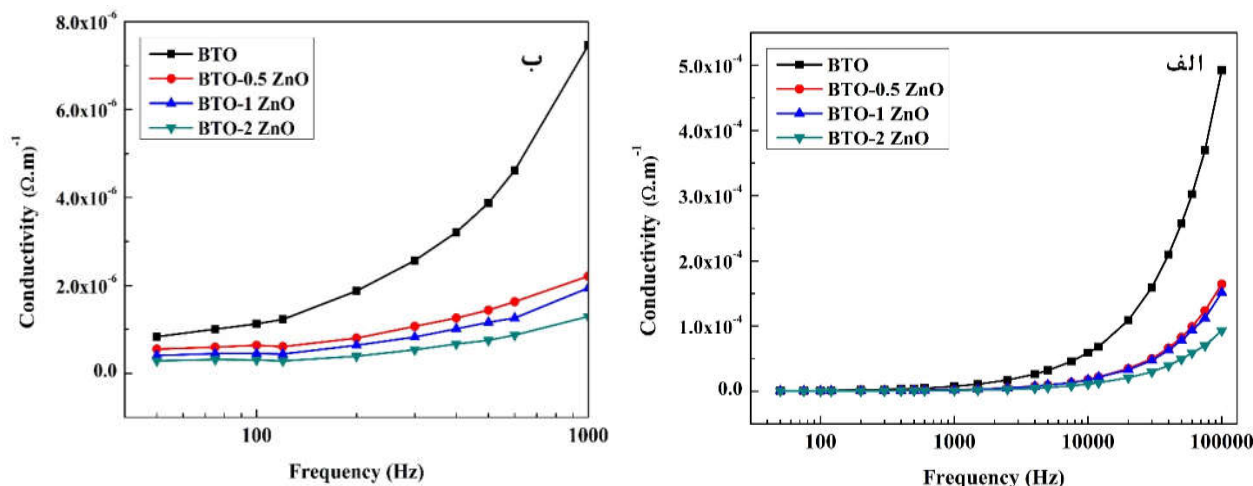 ب
BTO
BTO-0.5 ZnO
BTO-1 ZnO
BTO-2 ZnO
8.0x10⁻⁶
6.0x10⁻⁶
4.0x10⁻⁶
2.0x10⁻⁶
0.0
Conductivity (Ω.m)⁻¹
100
1000
Frequency (Hz)
الف
BTO
BTO-0.5 ZnO
BTO-1 ZnO
BTO-2 ZnO
5.0x10⁻⁴
4.0x10⁻⁴
3.0x10⁻⁴
2.0x10⁻⁴
1.0x10⁻⁴
0.0
Conductivity (Ω.m)⁻¹
100
1000
10000
100000
Frequency (Hz)